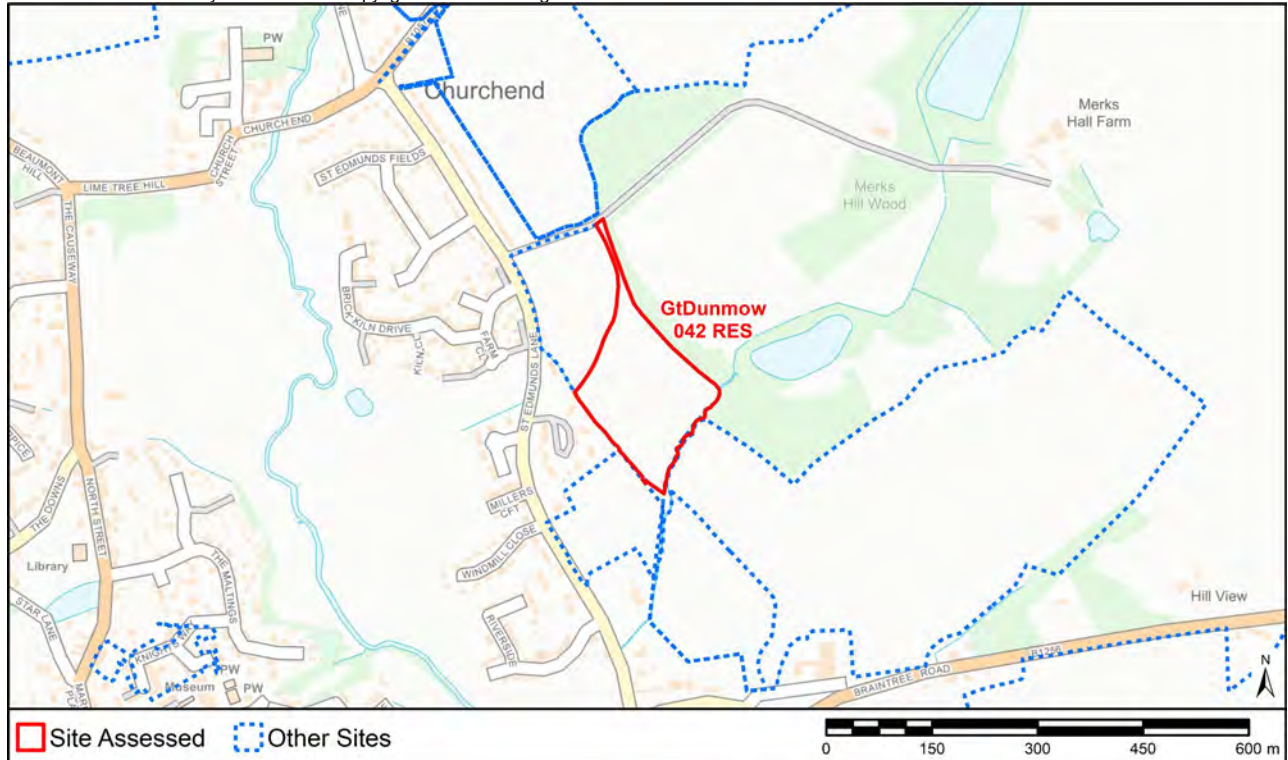 PW
B10
Churchend
CHURCH END
CHURCH STREET
BEAUMONT HILL
LIME TREE HILL
THE CAUSEWAY
ST EDMUNDS FIELDS
Merks
Hall Farm
Merks
Hill Wood
GtDunmow
042 RES
BRICK KILN DRIVE
KILN CL
FARM CL
ST EDMUNDS LANE
MILLERS
CFT
WINDMILL CLOSE
RIVERSIDE
THE DOWNS
NORTH STREET
Library
STAR LANE
THE MALTINGS
KNIGHTS WAY
Museum
PW
PW
Hill View
B1256
BRAINTREE ROAD
N
Site Assessed
Other Sites
0 150 300 450 600 m